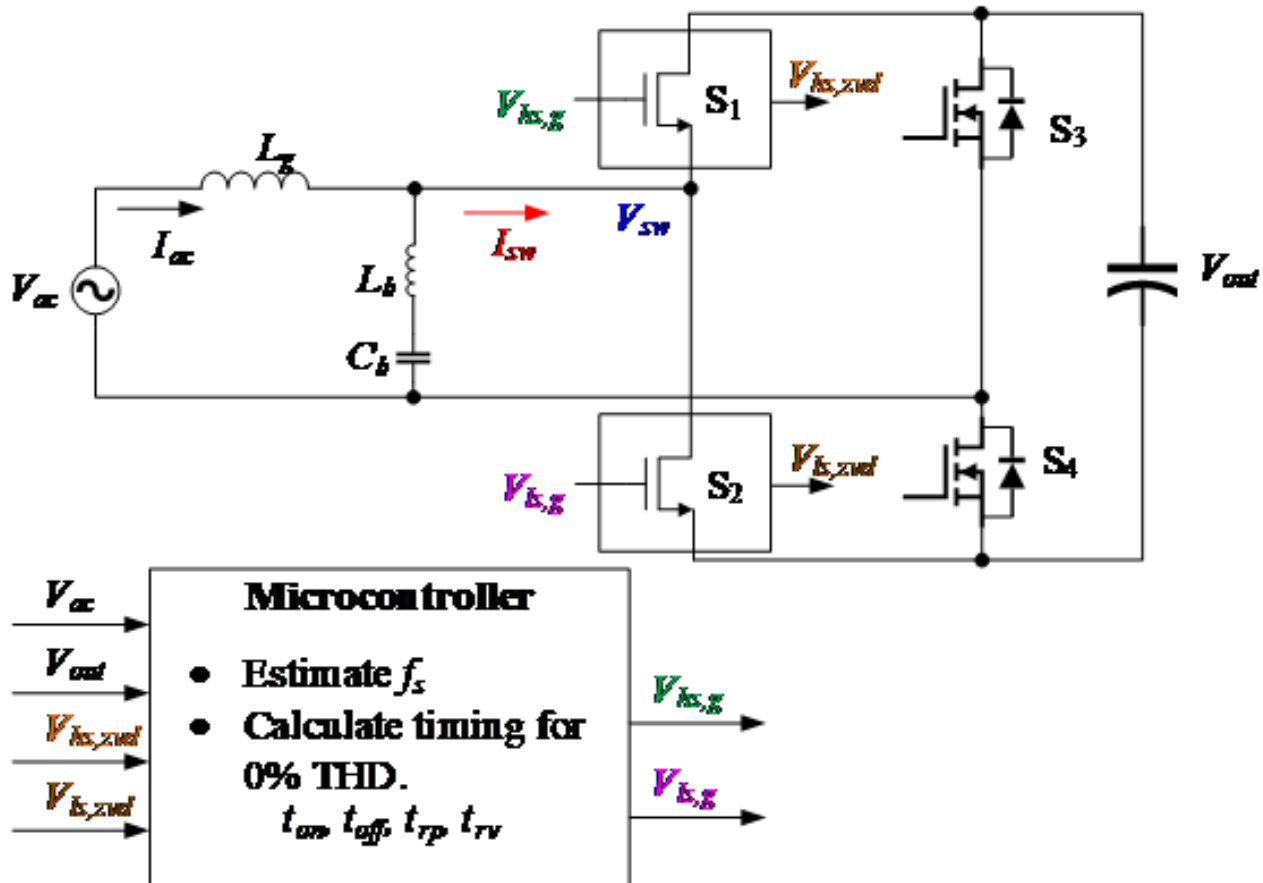 V_hs,zvd
S₁
V_hs,g
S₃
L_g
I_ac
I_sw
V_sw
V_ac
L_b
C_b
V_out
V_ls,zvd
S₂
V_ls,g
S₄
Microcontroller
V_ac
V_out
V_hs,zvd
V_ls,zvd
● Estimate f_s
● Calculate timing for
0% THD.
t_on, t_off, t_rp, t_rv
V_hs,g
V_ls,g